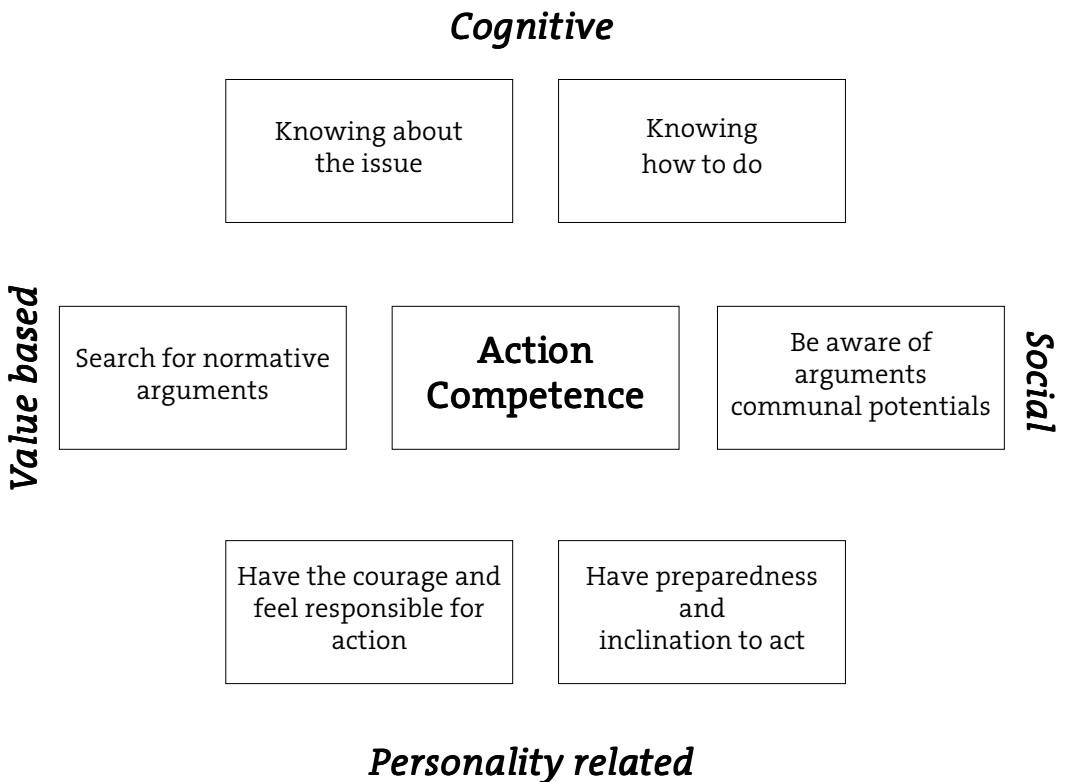 Cognitive
Knowing about
the issue
Knowing
how to do
Value based
Search for normative
arguments
Action
Competence
Be aware of
arguments
communal potentials
Social
Have the courage and
feel responsible for
action
Have preparedness
and
inclination to act
Personality related